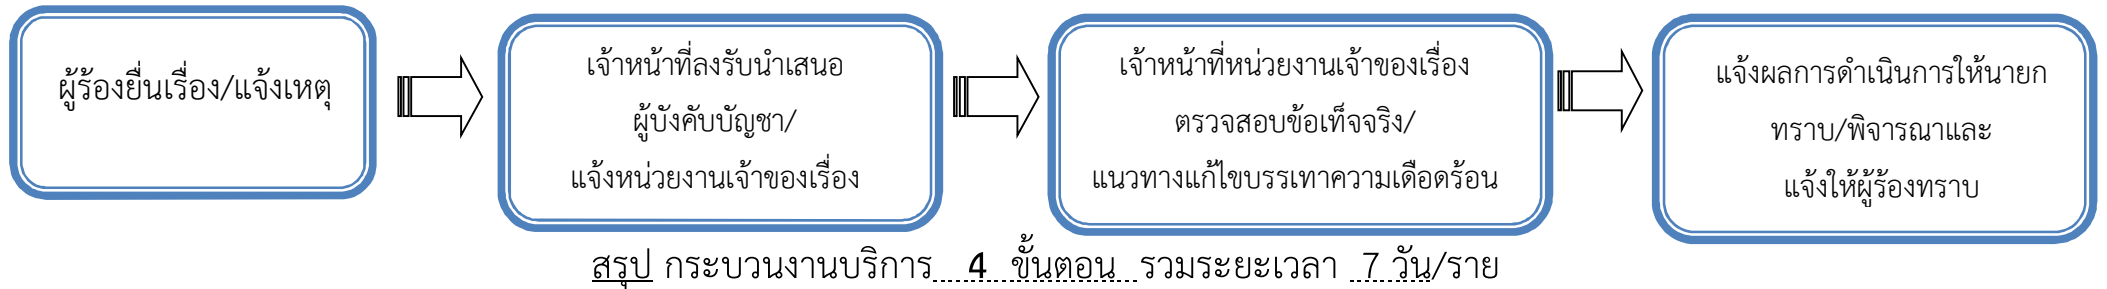 ผู้ร้องยื่นเรื่อง/แจ้งเหตุ
เจ้าหน้าที่ลงรับนำเสนอ
ผู้บังคับบัญชา/
แจ้งหน่วยงานเจ้าของเรื่อง
เจ้าหน้าที่หน่วยงานเจ้าของเรื่อง
ตรวจสอบข้อเท็จจริง/
แนวทางแก้ไขบรรเทาความเดือดร้อน
แจ้งผลการดำเนินการให้นายก
ทราบ/พิจารณาและ
แจ้งให้ผู้ร้องทราบ
สรุป กระบวนงานบริการ 4 ขั้นตอน รวมระยะเวลา 7 วัน/ราย